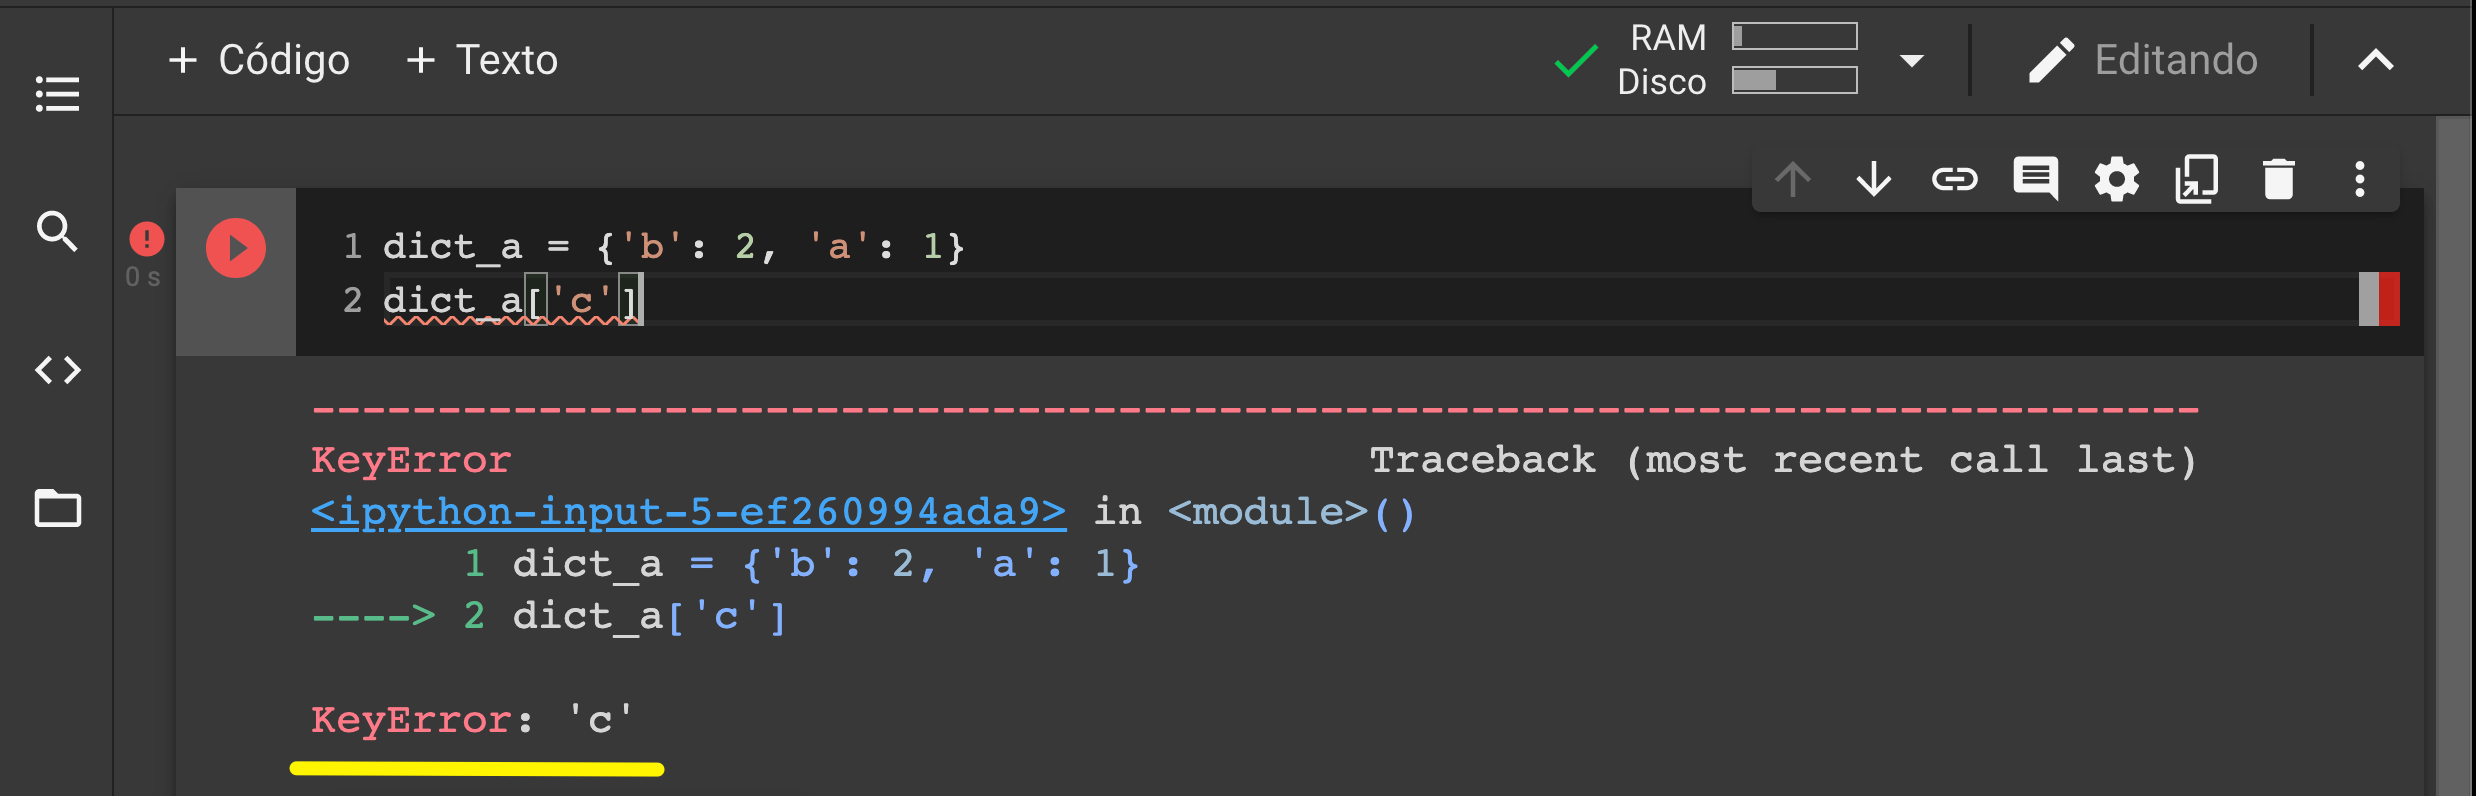 + Código + Texto
RAM
Disco
Editando
0 s
1 dict_a = {'b': 2, 'a': 1}
2 dict_a['c']
---------------------------------------------------------------------------
KeyError                                  Traceback (most recent call last)
<ipython-input-5-ef260994ada9> in <module>()
      1 dict_a = {'b': 2, 'a': 1}
----> 2 dict_a['c']
KeyError: 'c'